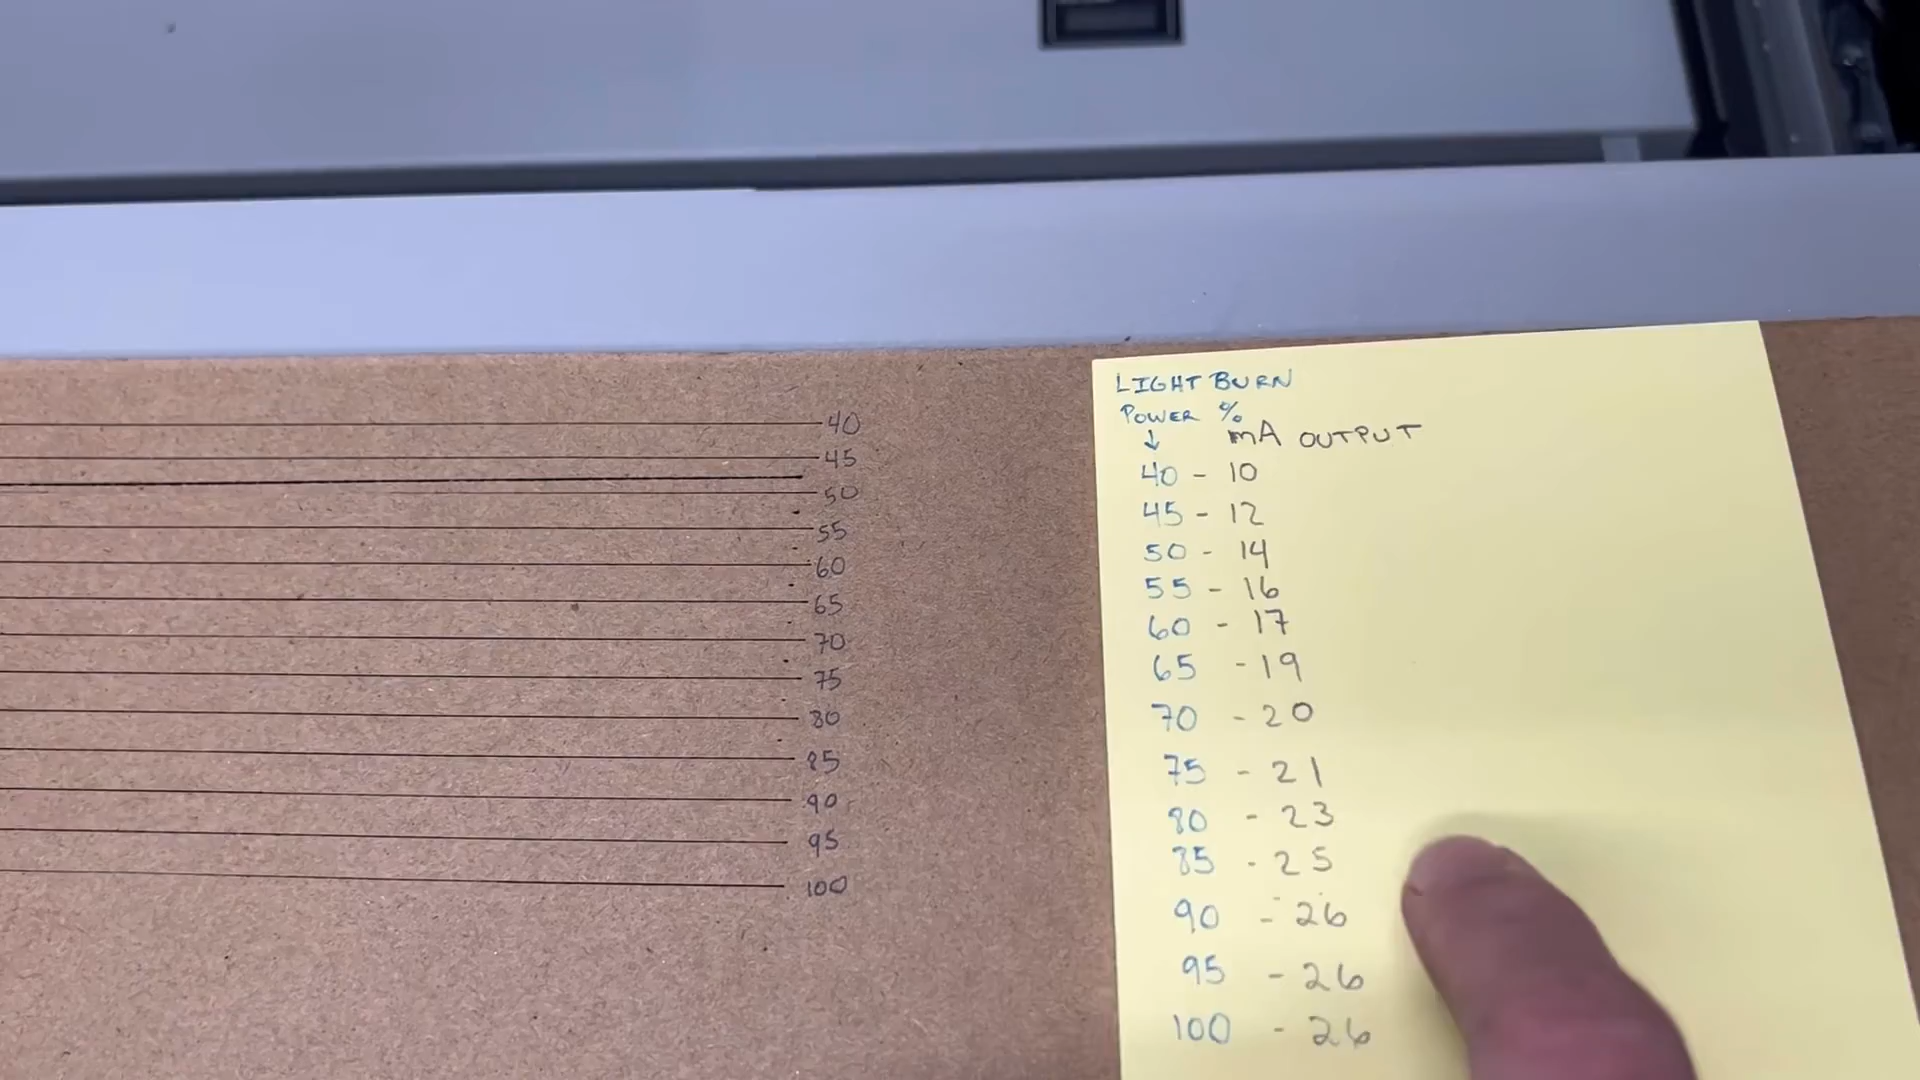 40
45
50
55
60
65
70
75
80
85
90
95
100
LIGHTBURN
POWER %
↓ mA OUTPUT
40 - 10
45 - 12
50 - 14
55 - 16
60 - 17
65 - 19
70 - 20
75 - 21
80 - 23
85 - 25
90 - 26
95 - 26
100 - 26